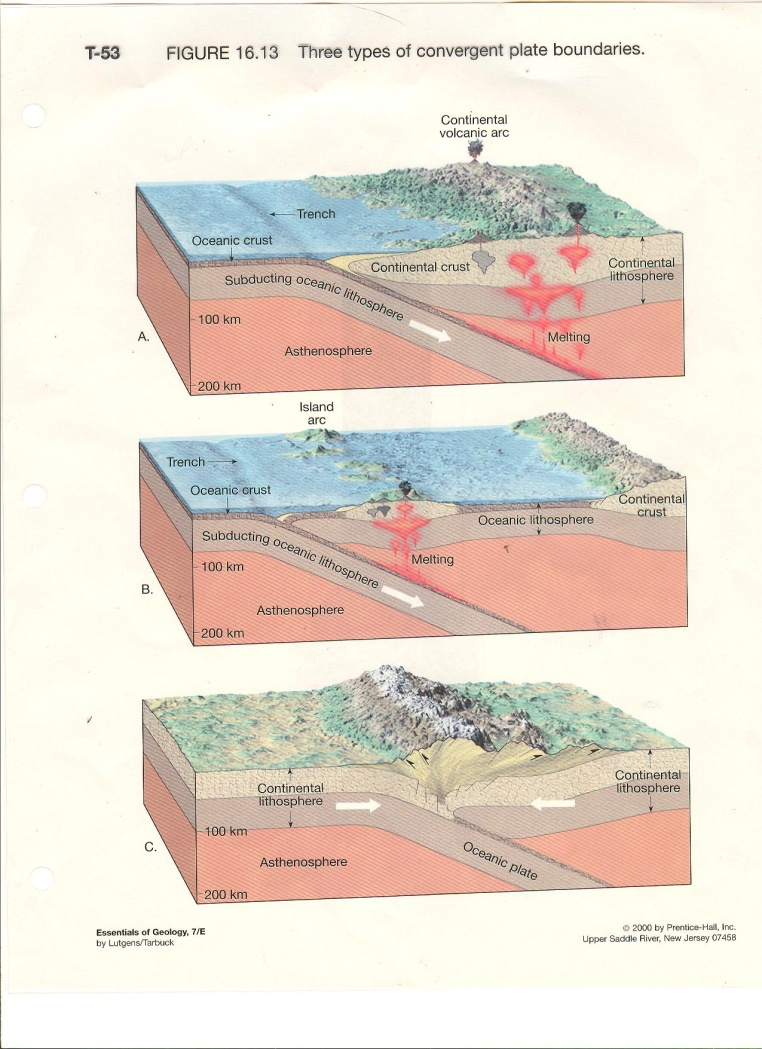 T-53 FIGURE 16.13 Three types of convergent plate boundaries.
Continental
volcanic arc
Trench
Oceanic crust
Continental crust
Continental
lithosphere
Subducting oceanic lithosphere
100 km
Melting
A.
Asthenosphere
200 km
Island
arc
Trench
Oceanic crust
Continental
crust
Oceanic lithosphere
Subducting oceanic lithosphere
Melting
100 km
B.
Asthenosphere
200 km
Continental
lithosphere
Continental
lithosphere
100 km
C.
Oceanic plate
Asthenosphere
200 km
Essentials of Geology, 7/E
by Lutgens/Tarbuck
© 2000 by Prentice-Hall, Inc.
Upper Saddle River, New Jersey 07458